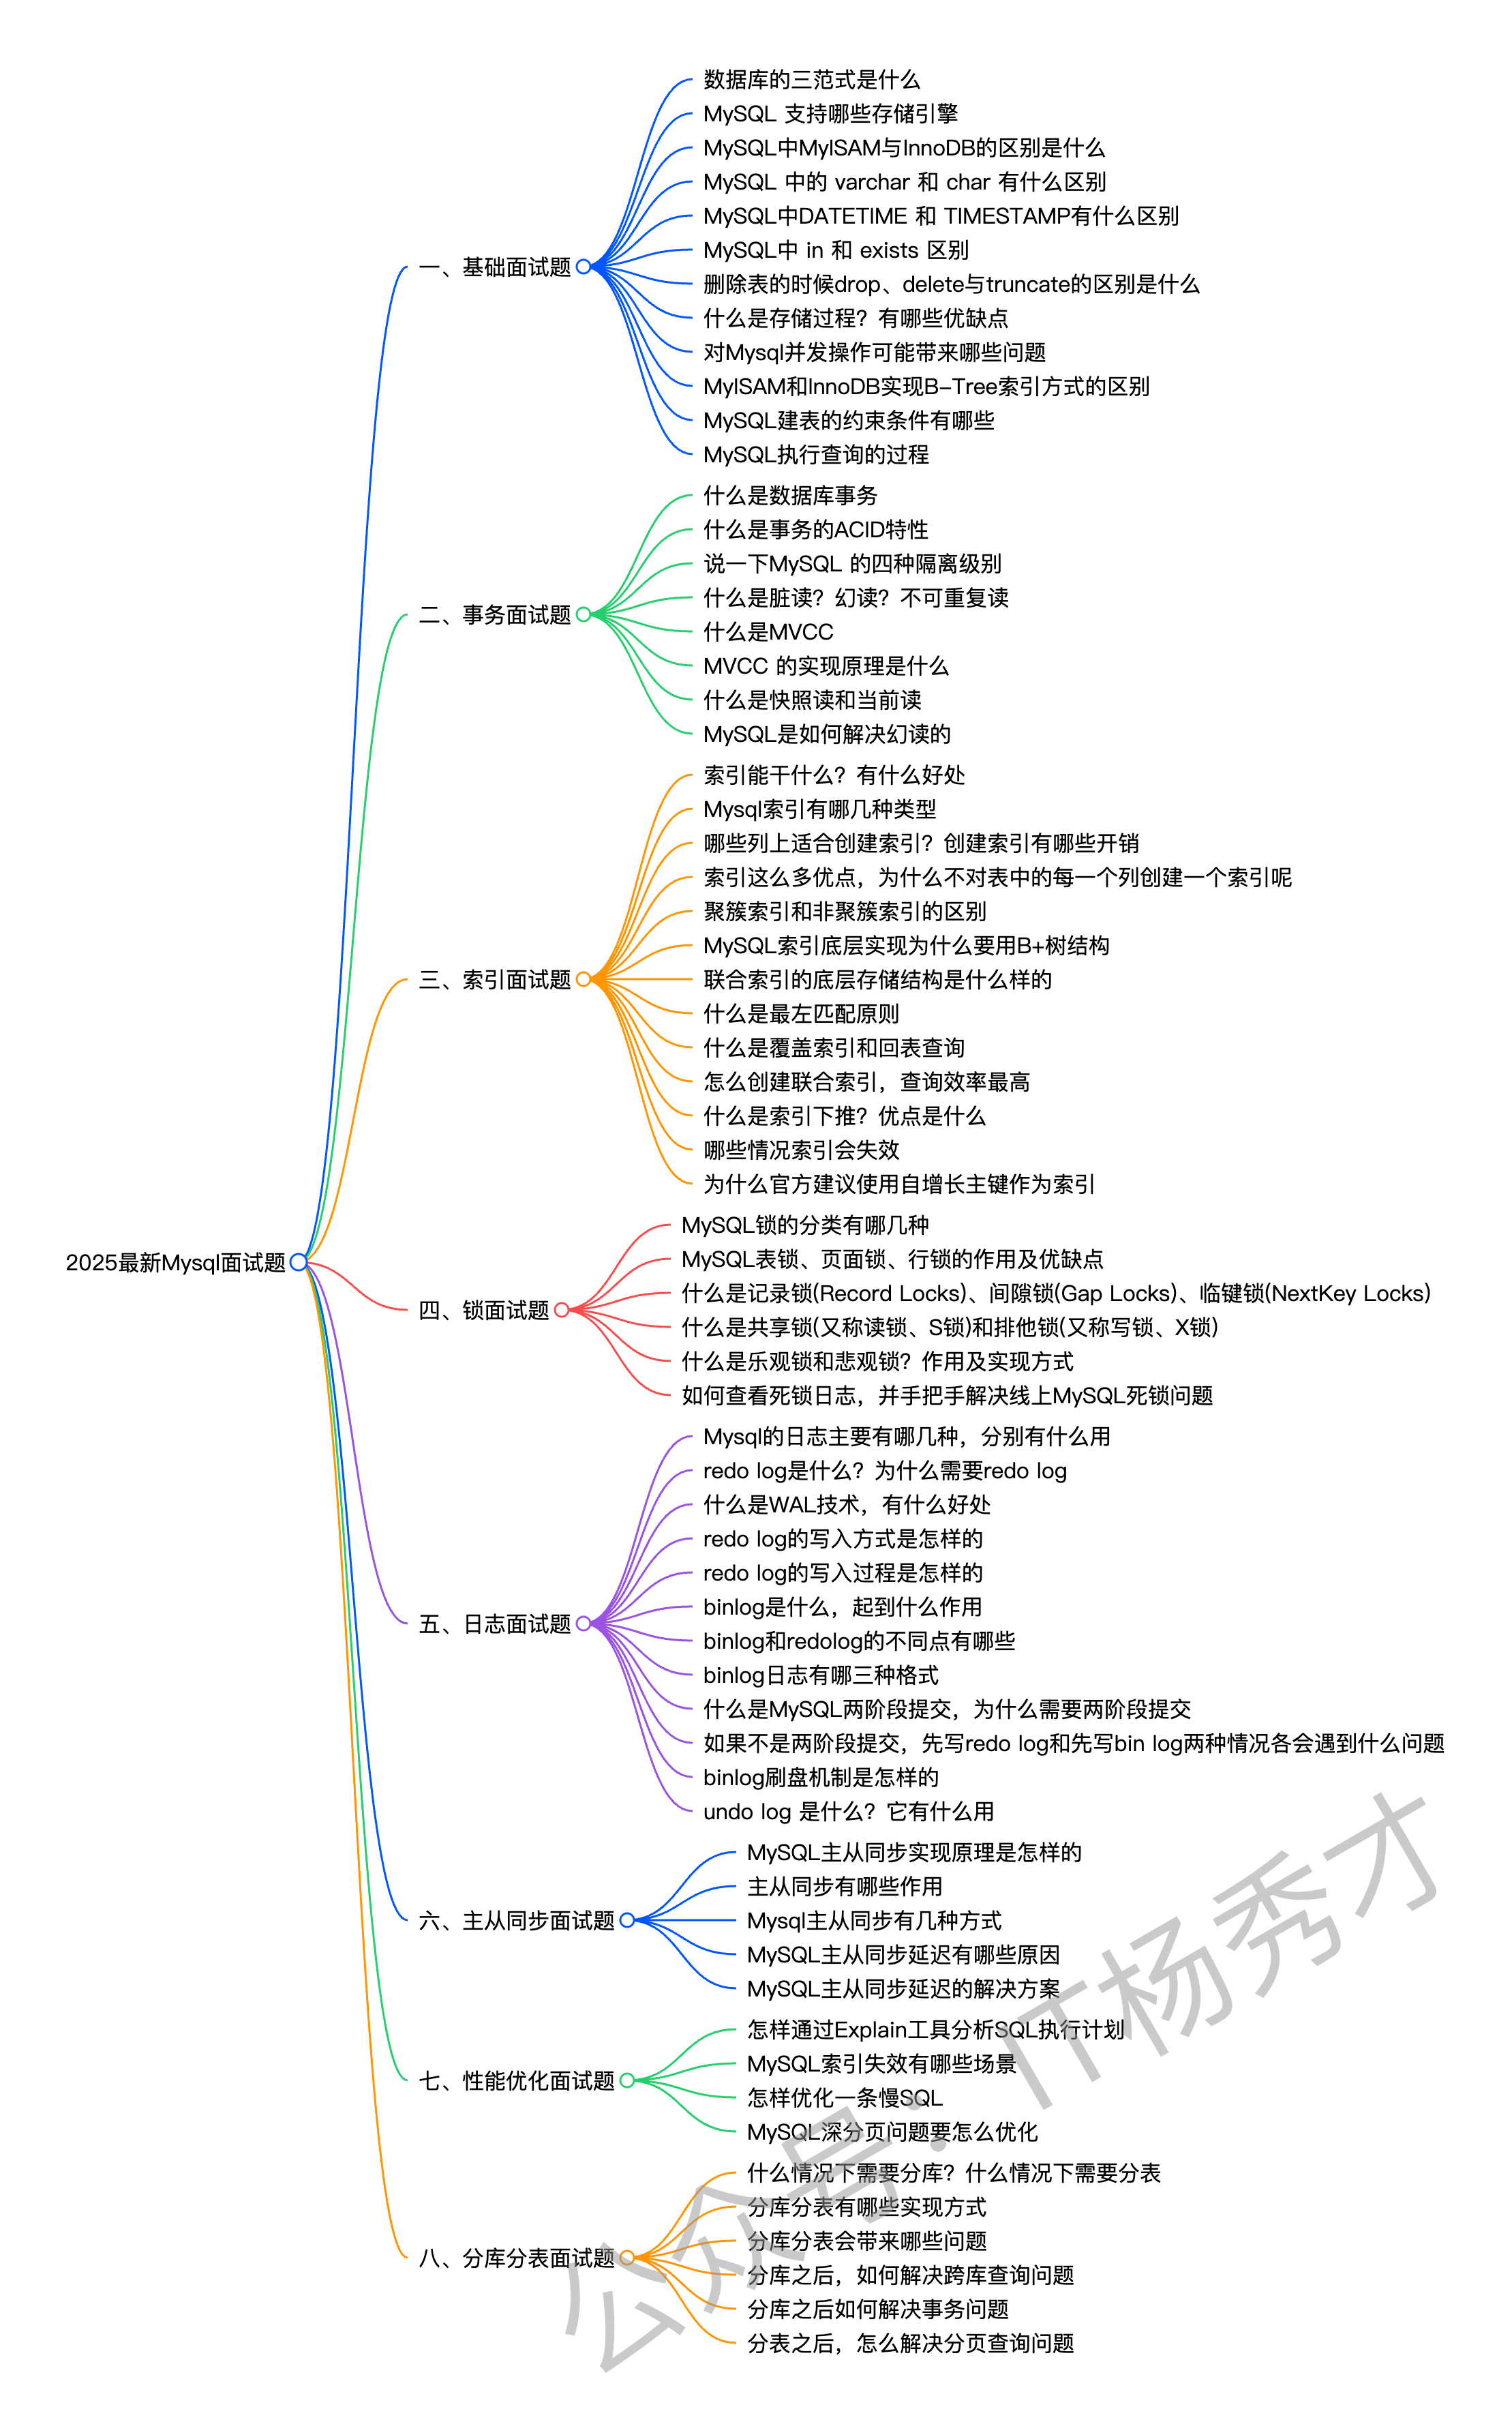 2025最新Mysql面试题
一、基础面试题
数据库的三范式是什么
MySQL 支持哪些存储引擎
MySQL中MyISAM与InnoDB的区别是什么
MySQL 中的 varchar 和 char 有什么区别
MySQL中DATETIME 和 TIMESTAMP有什么区别
MySQL中 in 和 exists 区别
删除表的时候drop、delete与truncate的区别是什么
什么是存储过程？有哪些优缺点
对Mysql并发操作可能带来哪些问题
MyISAM和InnoDB实现B-Tree索引方式的区别
MySQL建表的约束条件有哪些
MySQL执行查询的过程
二、事务面试题
什么是数据库事务
什么是事务的ACID特性
说一下MySQL 的四种隔离级别
什么是脏读？幻读？不可重复读
什么是MVCC
MVCC 的实现原理是什么
什么是快照读和当前读
MySQL是如何解决幻读的
三、索引面试题
索引能干什么？有什么好处
Mysql索引有哪几种类型
哪些列上适合创建索引？创建索引有哪些开销
索引这么多优点，为什么不对表中的每一个列创建一个索引呢
聚簇索引和非聚簇索引的区别
MySQL索引底层实现为什么要用B+树结构
联合索引的底层存储结构是什么样的
什么是最左匹配原则
什么是覆盖索引和回表查询
怎么创建联合索引，查询效率最高
什么是索引下推？优点是什么
哪些情况索引会失效
为什么官方建议使用自增长主键作为索引
四、锁面试题
MySQL锁的分类有哪几种
MySQL表锁、页面锁、行锁的作用及优缺点
什么是记录锁(Record Locks)、间隙锁(Gap Locks)、临键锁(NextKey Locks)
什么是共享锁(又称读锁、S锁)和排他锁(又称写锁、X锁)
什么是乐观锁和悲观锁？作用及实现方式
如何查看死锁日志，并手把手解决线上MySQL死锁问题
五、日志面试题
Mysql的日志主要有哪几种，分别有什么用
redo log是什么？为什么需要redo log
什么是WAL技术，有什么好处
redo log的写入方式是怎样的
redo log的写入过程是怎样的
binlog是什么，起到什么作用
binlog和redolog的不同点有哪些
binlog日志有哪三种格式
什么是MySQL两阶段提交，为什么需要两阶段提交
如果不是两阶段提交，先写redo log和先写bin log两种情况各会遇到什么问题
binlog刷盘机制是怎样的
undo log 是什么？它有什么用
六、主从同步面试题
MySQL主从同步实现原理是怎样的
主从同步有哪些作用
Mysql主从同步有几种方式
MySQL主从同步延迟有哪些原因
MySQL主从同步延迟的解决方案
七、性能优化面试题
怎样通过Explain工具分析SQL执行计划
MySQL索引失效有哪些场景
怎样优化一条慢SQL
MySQL深分页问题要怎么优化
八、分库分表面试题
什么情况下需要分库？什么情况下需要分表
分库分表有哪些实现方式
分库分表会带来哪些问题
分库之后，如何解决跨库查询问题
分库之后如何解决事务问题
分表之后，怎么解决分页查询问题
公众号：IT杨秀才